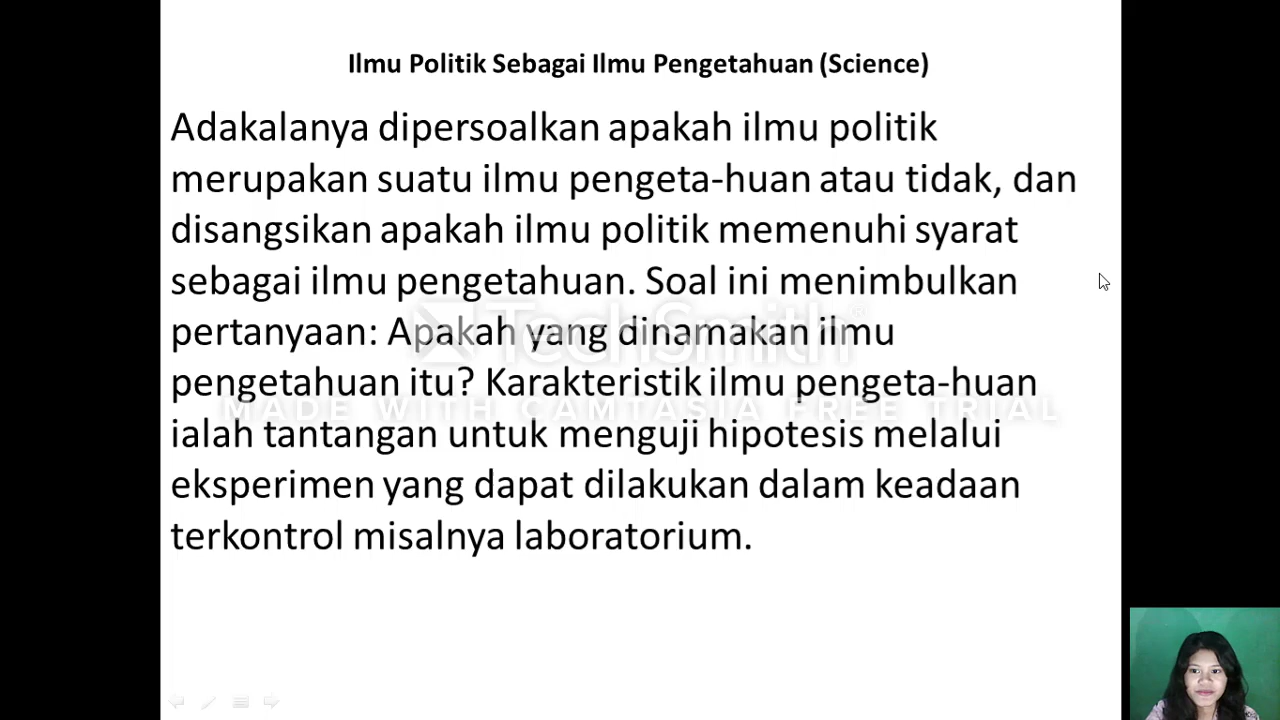 Ilmu Politik Sebagai Ilmu Pengetahuan (Science)
Adakalanya dipersoalkan apakah ilmu politik
merupakan suatu ilmu pengeta-huan atau tidak, dan
disangsikan apakah ilmu politik memenuhi syarat
sebagai ilmu pengetahuan. Soal ini menimbulkan
pertanyaan: Apakah yang dinamakan ilmu
TechSmith®
pengetahuan itu? Karakteristik ilmu pengeta-huan
MADE WITH CAMTASIA FREE TRIAL
ialah tantangan untuk menguji hipotesis melalui
eksperimen yang dapat dilakukan dalam keadaan
terkontrol misalnya laboratorium.